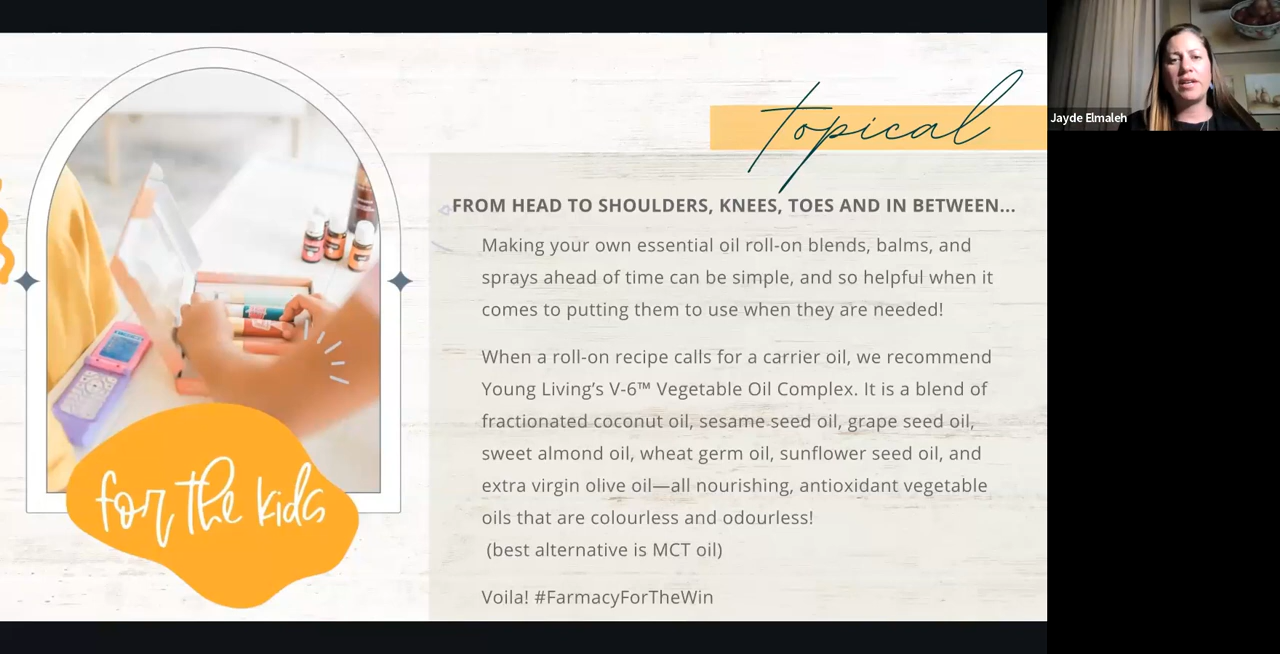 topical
Jayde Elmaleh
FROM HEAD TO SHOULDERS, KNEES, TOES AND IN BETWEEN...
Making your own essential oil roll-on blends, balms, and
sprays ahead of time can be simple, and so helpful when it
comes to putting them to use when they are needed!
When a roll-on recipe calls for a carrier oil, we recommend
Young Living’s V-6™ Vegetable Oil Complex. It is a blend of
fractionated coconut oil, sesame seed oil, grape seed oil,
sweet almond oil, wheat germ oil, sunflower seed oil, and
extra virgin olive oil—all nourishing, antioxidant vegetable
oils that are colourless and odourless!
(best alternative is MCT oil)
Voila! #FarmacyForTheWin
for the kids